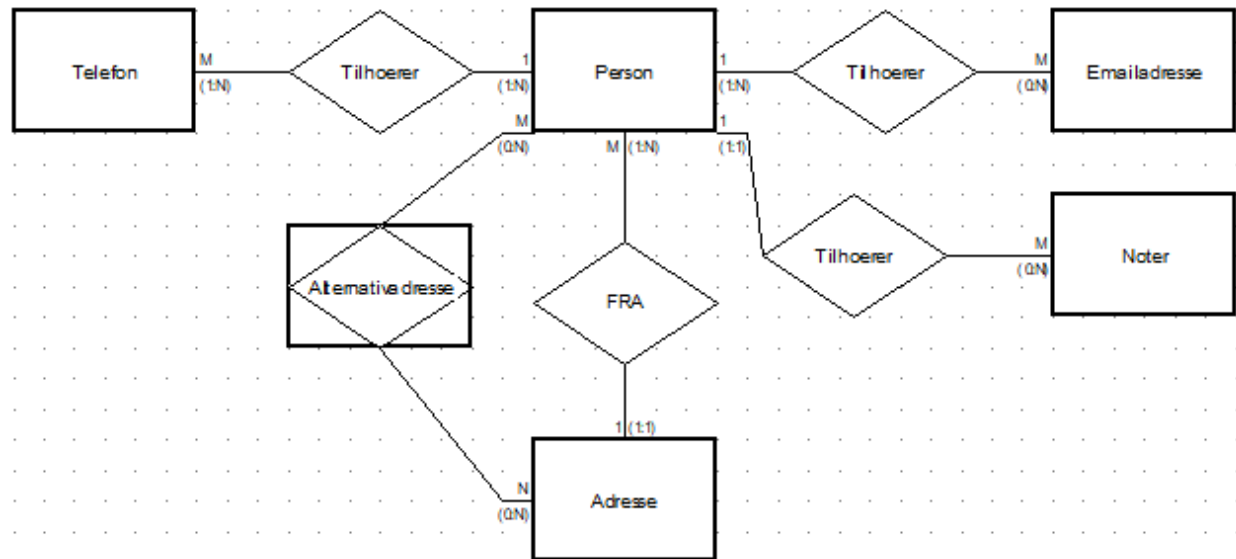 Telefon
M
(1:N)
Tilhoerer
1
(1:N)
Person
1
(1:N)
Tilhoerer
M
(0:N)
Emailadresse
M
(0:N)
M (1:N)
1
(1:1)
Tilhoerer
M
(0:N)
Noter
Alternativadresse
FRA
1 (1:1)
N
(0:N)
Adresse